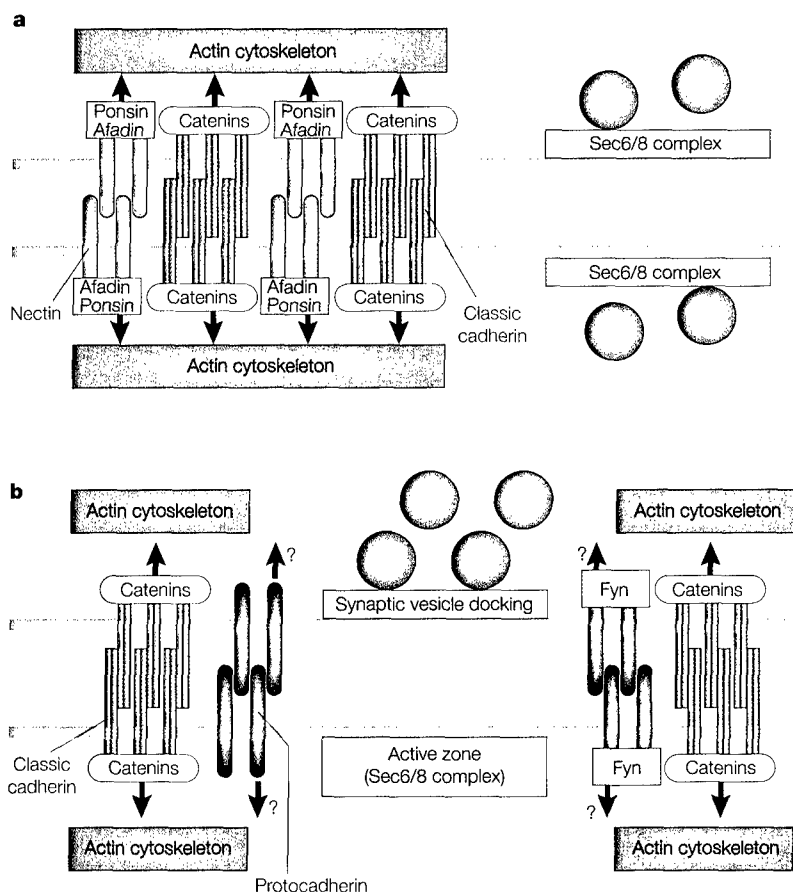 a
Actin cytoskeleton
Ponsin
Afadin
Catenins
Ponsin
Afadin
Catenins
Sec6/8 complex
Sec6/8 complex
Nectin
Afadin
Ponsin
Catenins
Afadin
Ponsin
Catenins
Classic
cadherin
Actin cytoskeleton
b
Actin cytoskeleton
Actin cytoskeleton
?
?
Catenins
Fyn
Catenins
Synaptic vesicle docking
Active zone
(Sec6/8 complex)
Classic
cadherin
Catenins
Fyn
Catenins
?
?
Actin cytoskeleton
Actin cytoskeleton
Protocadherin